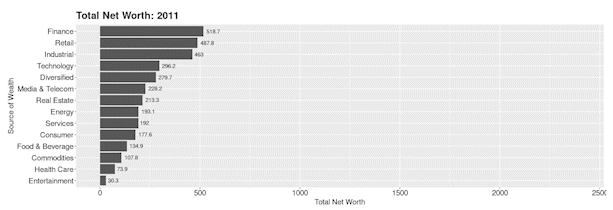 Total Net Worth: 2011
Source of Wealth
Finance 518.7
Retail 487.8
Industrial 463
Technology 296.2
Diversified 279.7
Media & Telecom 228.2
Real Estate 213.3
Energy 193.1
Services 192
Consumer 177.6
Food & Beverage 134.9
Commodities 107.8
Health Care 73.9
Entertainment 30.3
0 500 1000 1500 2000 2500
Total Net Worth